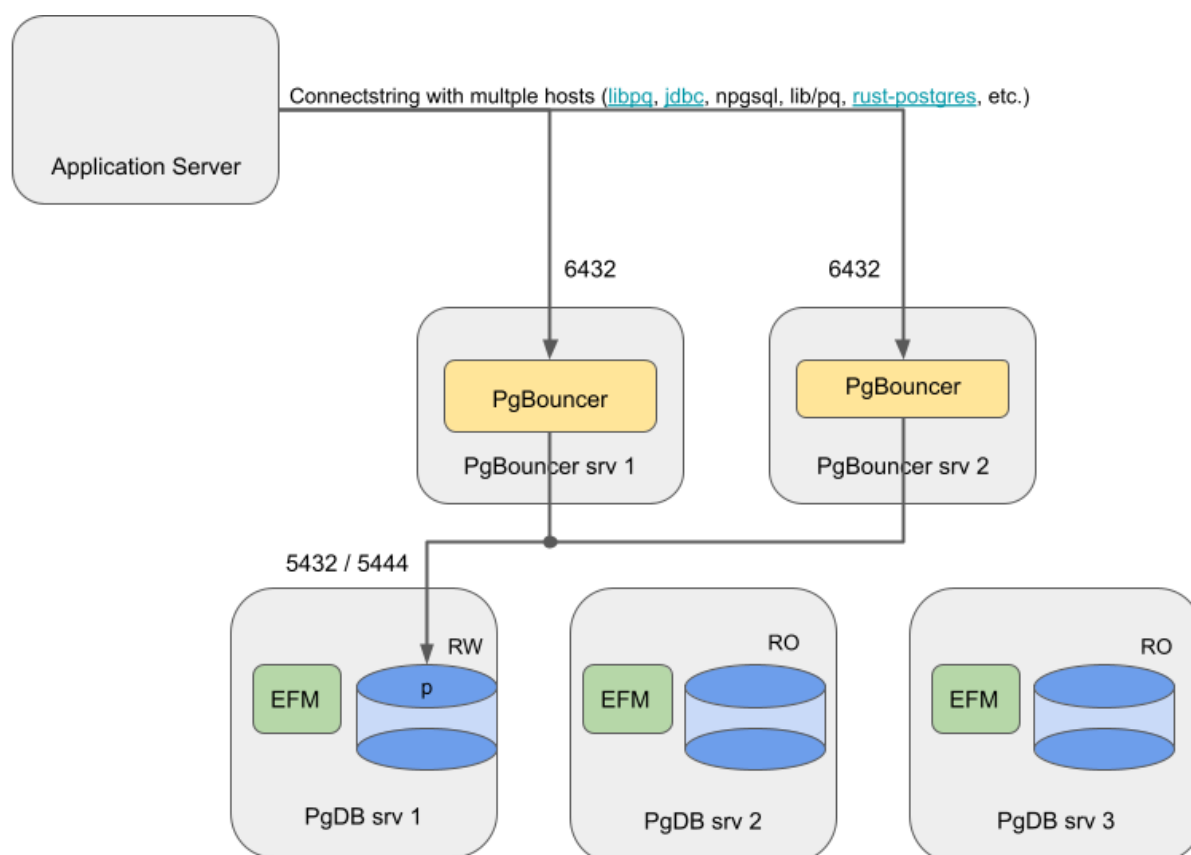 Connectstring with multple hosts (libpq, jdbc, npgsql, lib/pq, rust-postgres, etc.)
Application Server
6432
6432
PgBouncer
PgBouncer
PgBouncer srv 1
PgBouncer srv 2
5432 / 5444
RW
RO
RO
EFM
p
EFM
EFM
PgDB srv 1
PgDB srv 2
PgDB srv 3